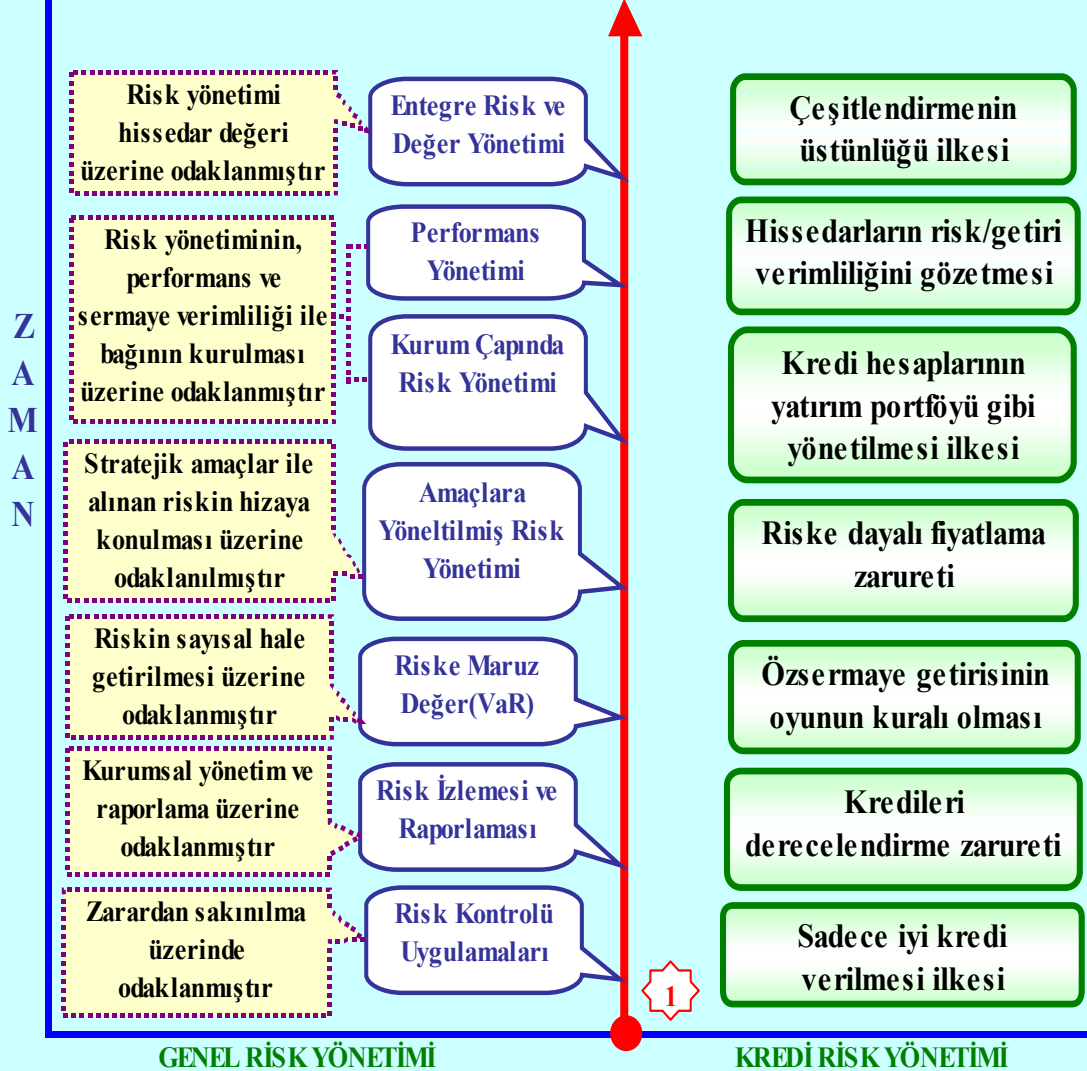 Risk yönetimi
hissedar değeri
üzerine odaklanmıştır
Entegre Risk ve
Değer Yönetimi
Çeşitlendirmenin
üstünlüğü ilkesi
Risk yönetiminin,
performans ve
sermaye verimliliği ile
bağının kurulması
üzerine odaklanmıştır
Performans
Yönetimi
Hissedarların risk/getiri
verimliliğini gözetmesi
Kurum Çapında
Risk Yönetimi
Kredi hesaplarının
yatırım portföyü gibi
yönetilmesi ilkesi
Z
A
M
A
N
Stratejik amaçlar ile
alınan riskin hizaya
konulması üzerine
odaklanılmıştır
Amaçlara
Yöneltilmiş Risk
Yönetimi
Riske dayalı fiyatlama
zarureti
Riskin sayısal hale
getirilmesi üzerine
odaklanmıştır
Riske Maruz
Değer(VaR)
Özsermaye getirisinin
oyunun kuralı olması
Kurumsal yönetim ve
raporlama üzerine
odaklanmıştır
Risk İzlemesi ve
Raporlaması
Kredileri
derecelendirme zarureti
Zarardan sakınılma
üzerinde
odaklanmıştır
Risk Kontrolü
Uygulamaları
Sadece iyi kredi
verilmesi ilkesi
1
GENEL RİSK YÖNETİMİ
KREDİ RİSK YÖNETİMİ